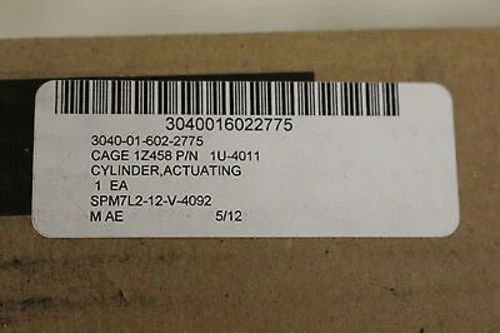 3040016022775
3040-01-602-2775
CAGE 1Z458 P/N 1U-4011
CYLINDER,ACTUATING
1 EA
SPM7L2-12-V-4092
M AE 5/12